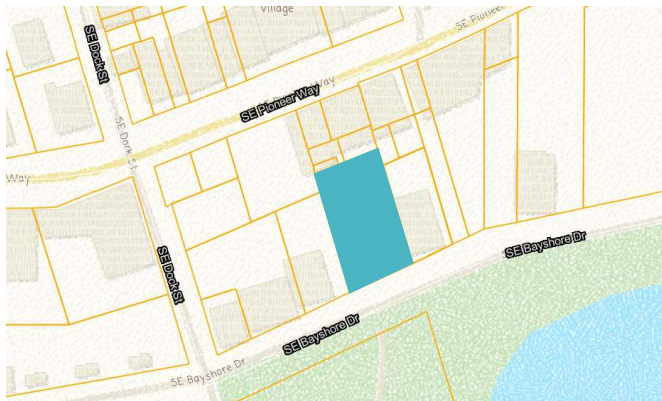 Village
SE Pioneer
SE Dock St
Way
SE Pioneer Way
SE Dock St
Way
SE Dock St
SE Bayshore Dr
SE Bayshore Dr
SE Bayshore Dr